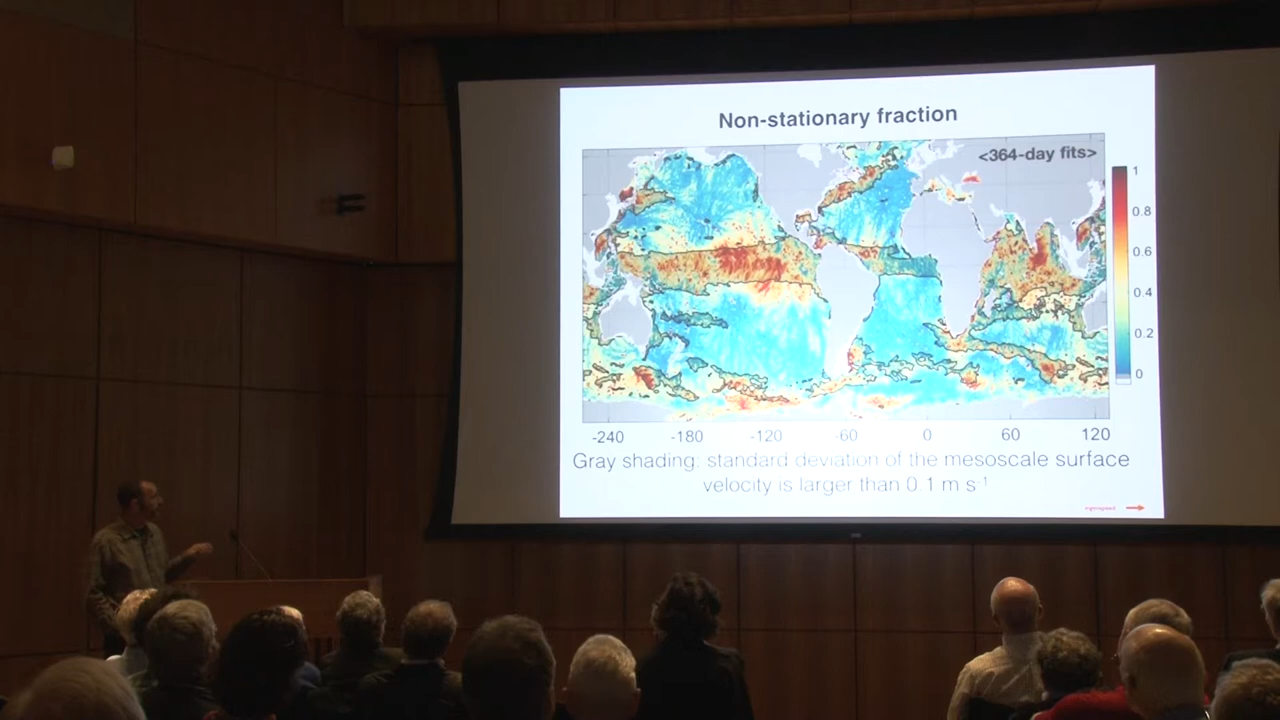 Non-stationary fraction
<364-day fits>
1
0.8
0.6
0.4
0.2
0
-240 -180 -120 -60 0 60 120
Gray shading: standard deviation of the mesoscale surface
velocity is larger than 0.1 m s⁻¹